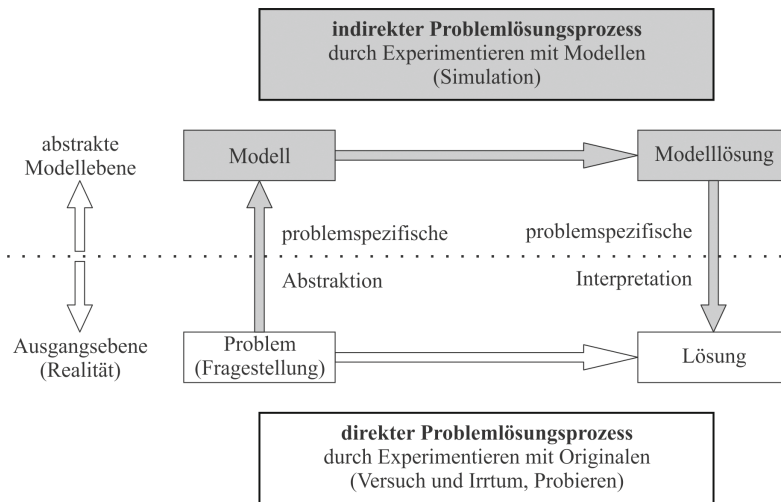 indirekter Problemlösungsprozess
durch Experimentieren mit Modellen
(Simulation)
abstrakte
Modellebene
Modell
Modelllösung
problemspezifische
problemspezifische
Abstraktion
Interpretation
Ausgangsebene
(Realität)
Problem
(Fragestellung)
Lösung
direkter Problemlösungsprozess
durch Experimentieren mit Originalen
(Versuch und Irrtum, Probieren)